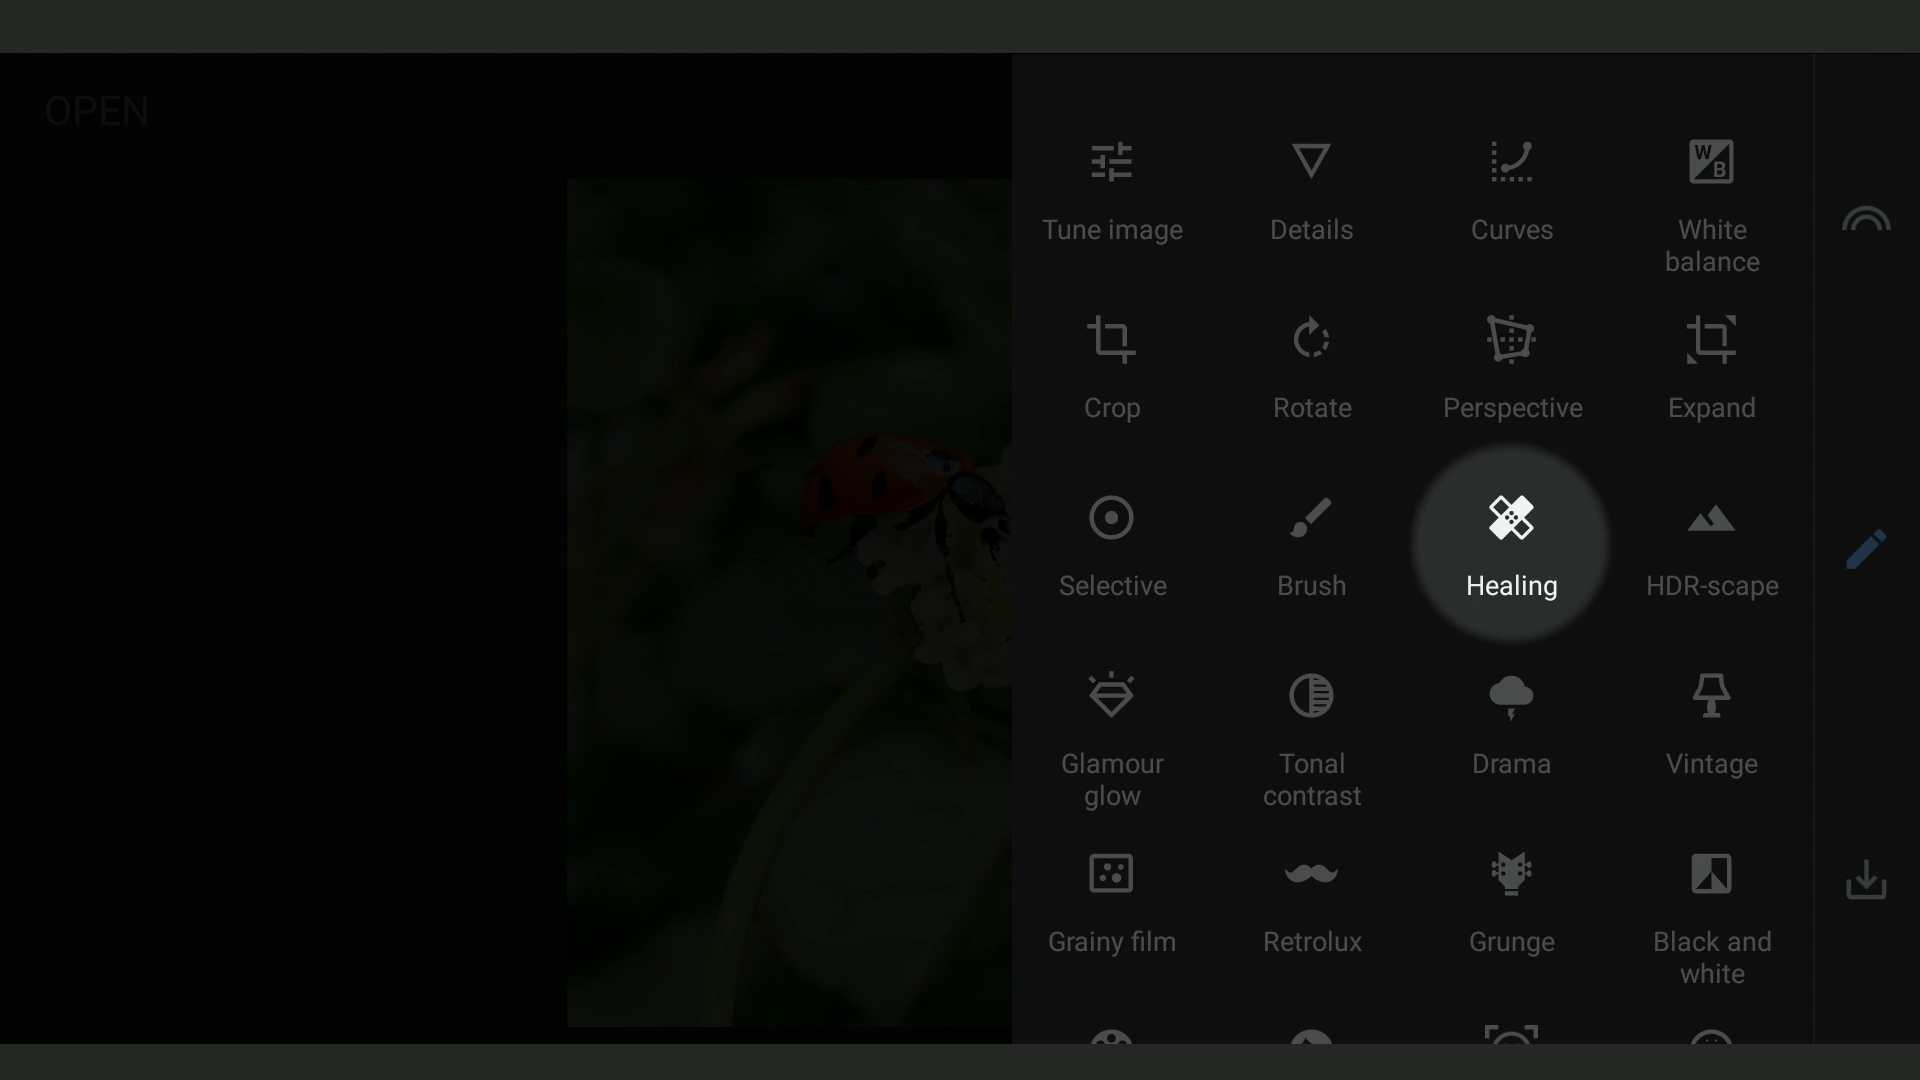 OPEN
Tune image
Details
Curves
W
B
White
balance
Crop
Rotate
Perspective
Expand
Selective
Brush
Healing
HDR-scape
Glamour
glow
Tonal
contrast
Drama
Vintage
Grainy film
Retrolux
Grunge
Black and
white